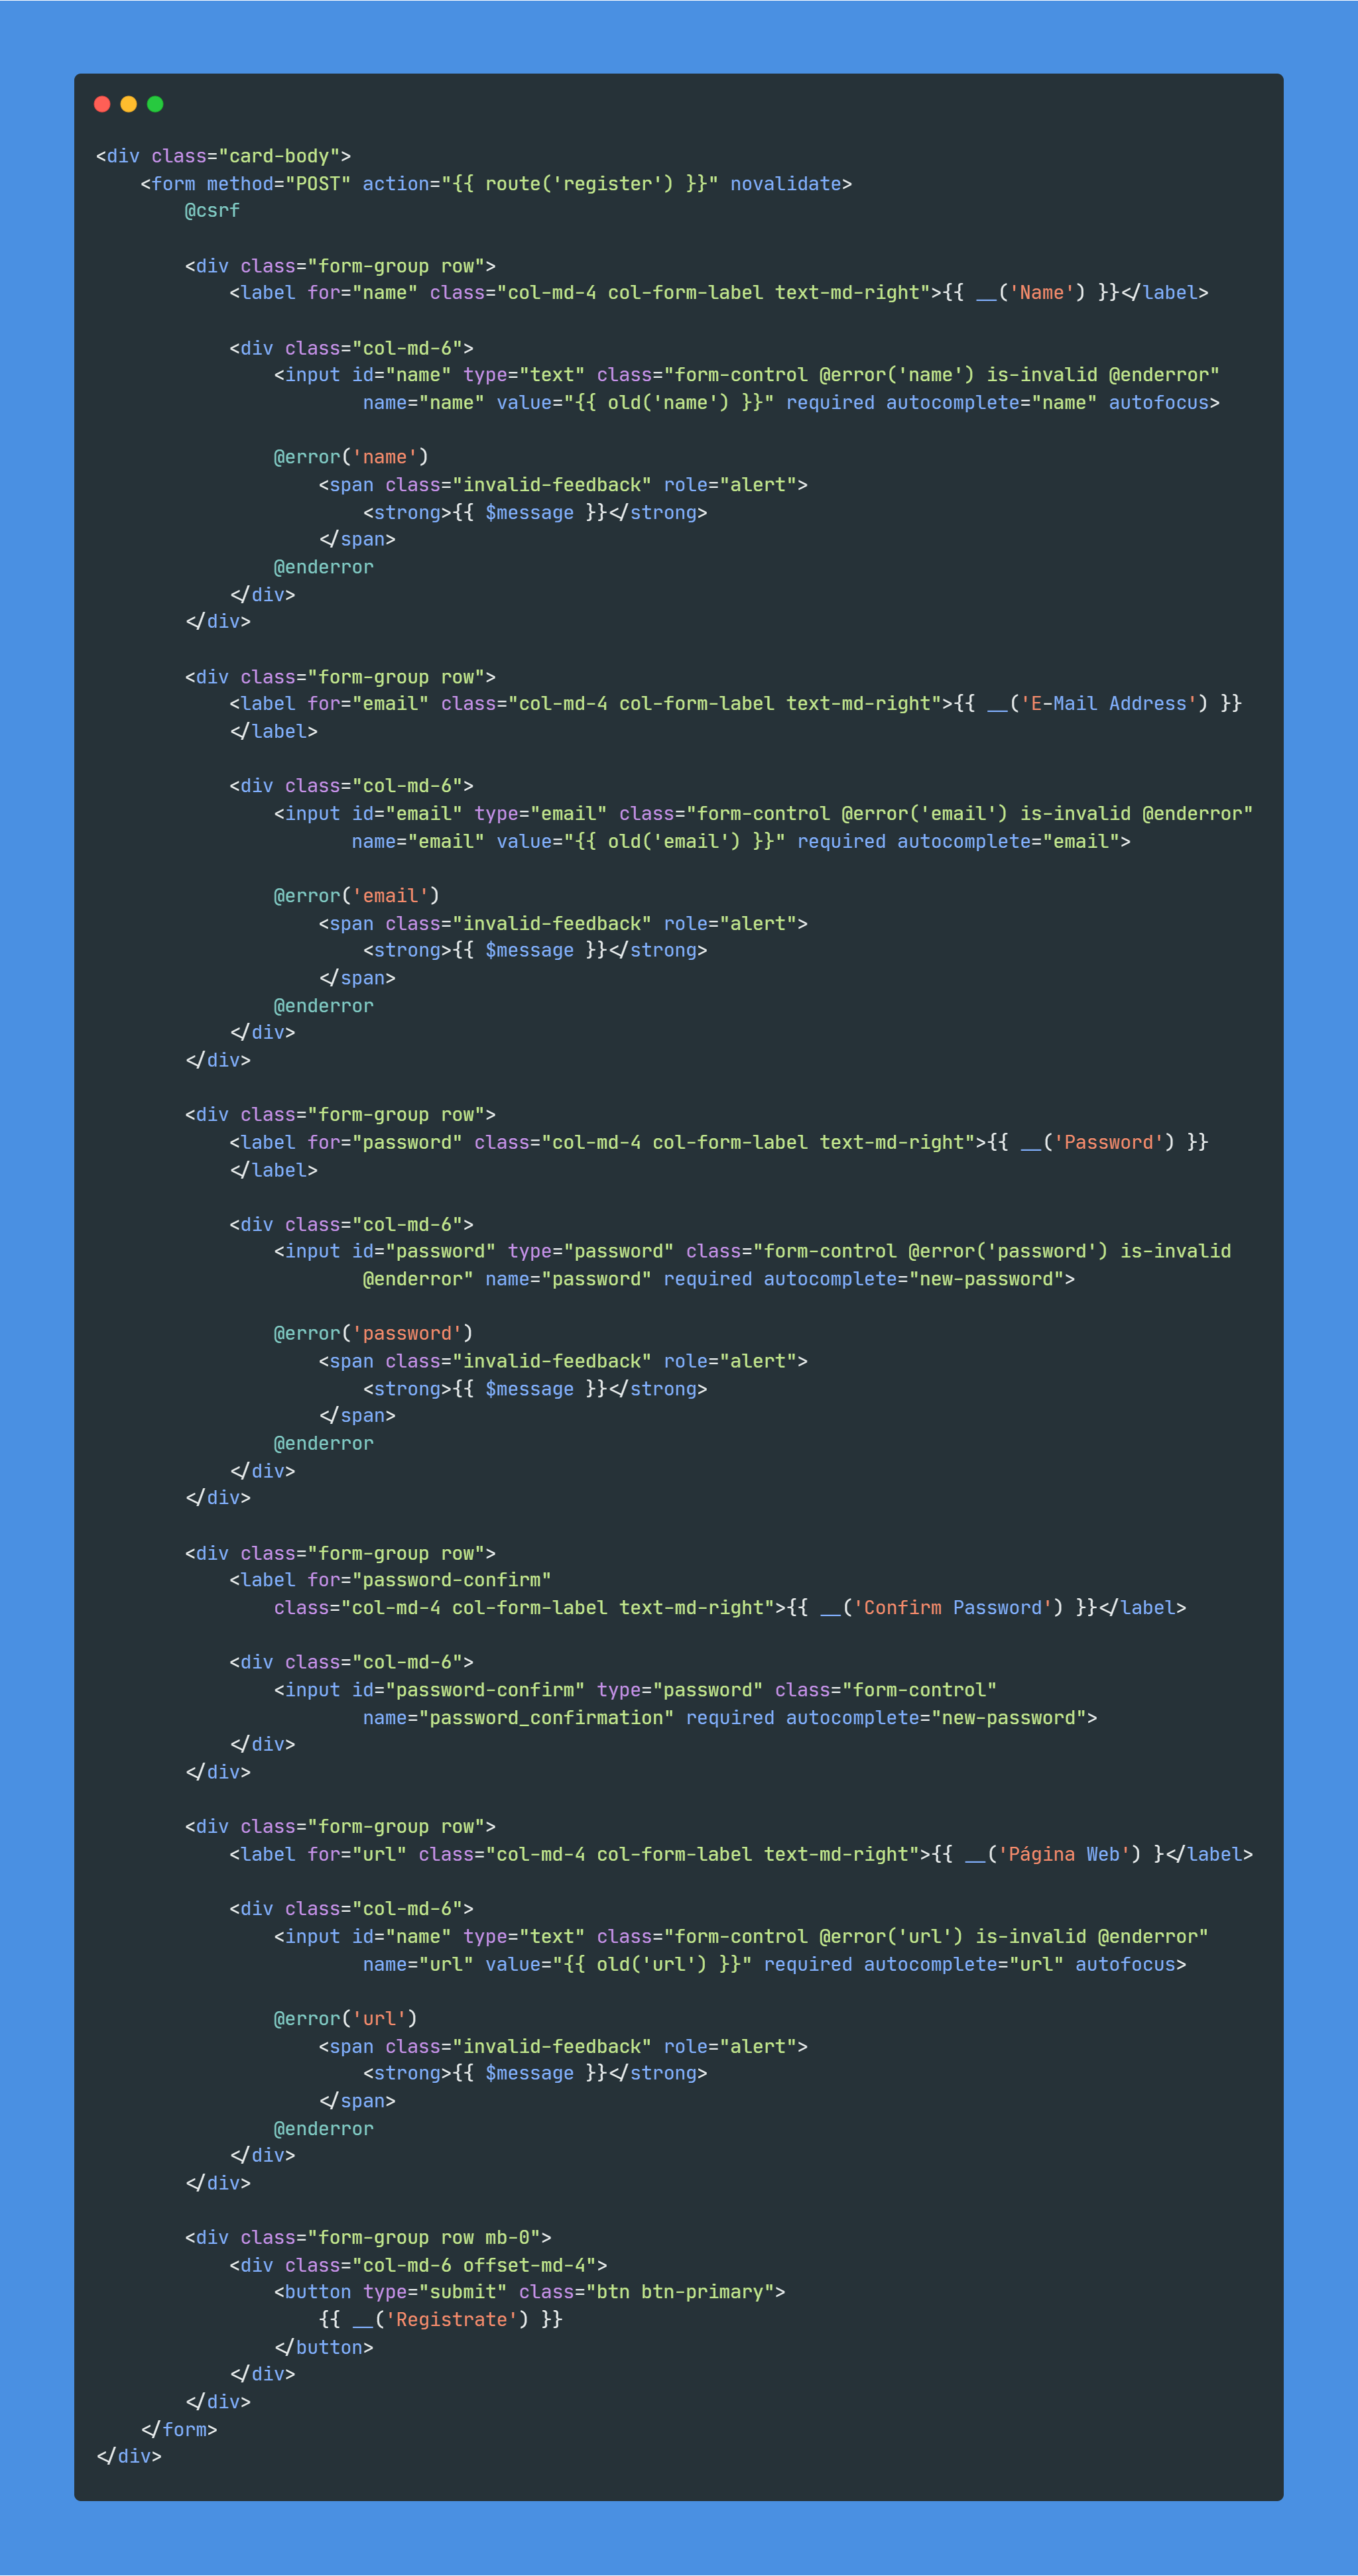 <div class="card-body">
    <form method="POST" action="{{ route('register') }}" novalidate>
        @csrf

        <div class="form-group row">
            <label for="name" class="col-md-4 col-form-label text-md-right">{{ __('Name') }}</label>

            <div class="col-md-6">
                <input id="name" type="text" class="form-control @error('name') is-invalid @enderror"
                        name="name" value="{{ old('name') }}" required autocomplete="name" autofocus>

                @error('name')
                    <span class="invalid-feedback" role="alert">
                        <strong>{{ $message }}</strong>
                    </span>
                @enderror
            </div>
        </div>

        <div class="form-group row">
            <label for="email" class="col-md-4 col-form-label text-md-right">{{ __('E-Mail Address') }}
            </label>

            <div class="col-md-6">
                <input id="email" type="email" class="form-control @error('email') is-invalid @enderror"
                       name="email" value="{{ old('email') }}" required autocomplete="email">

                @error('email')
                    <span class="invalid-feedback" role="alert">
                        <strong>{{ $message }}</strong>
                    </span>
                @enderror
            </div>
        </div>

        <div class="form-group row">
            <label for="password" class="col-md-4 col-form-label text-md-right">{{ __('Password') }}
            </label>

            <div class="col-md-6">
                <input id="password" type="password" class="form-control @error('password') is-invalid
                        @enderror" name="password" required autocomplete="new-password">

                @error('password')
                    <span class="invalid-feedback" role="alert">
                        <strong>{{ $message }}</strong>
                    </span>
                @enderror
            </div>
        </div>

        <div class="form-group row">
            <label for="password-confirm"
                class="col-md-4 col-form-label text-md-right">{{ __('Confirm Password') }}</label>

            <div class="col-md-6">
                <input id="password-confirm" type="password" class="form-control"
                        name="password_confirmation" required autocomplete="new-password">
            </div>
        </div>

        <div class="form-group row">
            <label for="url" class="col-md-4 col-form-label text-md-right">{{ __('Página Web') }</label>

            <div class="col-md-6">
                <input id="name" type="text" class="form-control @error('url') is-invalid @enderror"
                        name="url" value="{{ old('url') }}" required autocomplete="url" autofocus>

                @error('url')
                    <span class="invalid-feedback" role="alert">
                        <strong>{{ $message }}</strong>
                    </span>
                @enderror
            </div>
        </div>

        <div class="form-group row mb-0">
            <div class="col-md-6 offset-md-4">
                <button type="submit" class="btn btn-primary">
                    {{ __('Registrate') }}
                </button>
            </div>
        </div>
    </form>
</div>